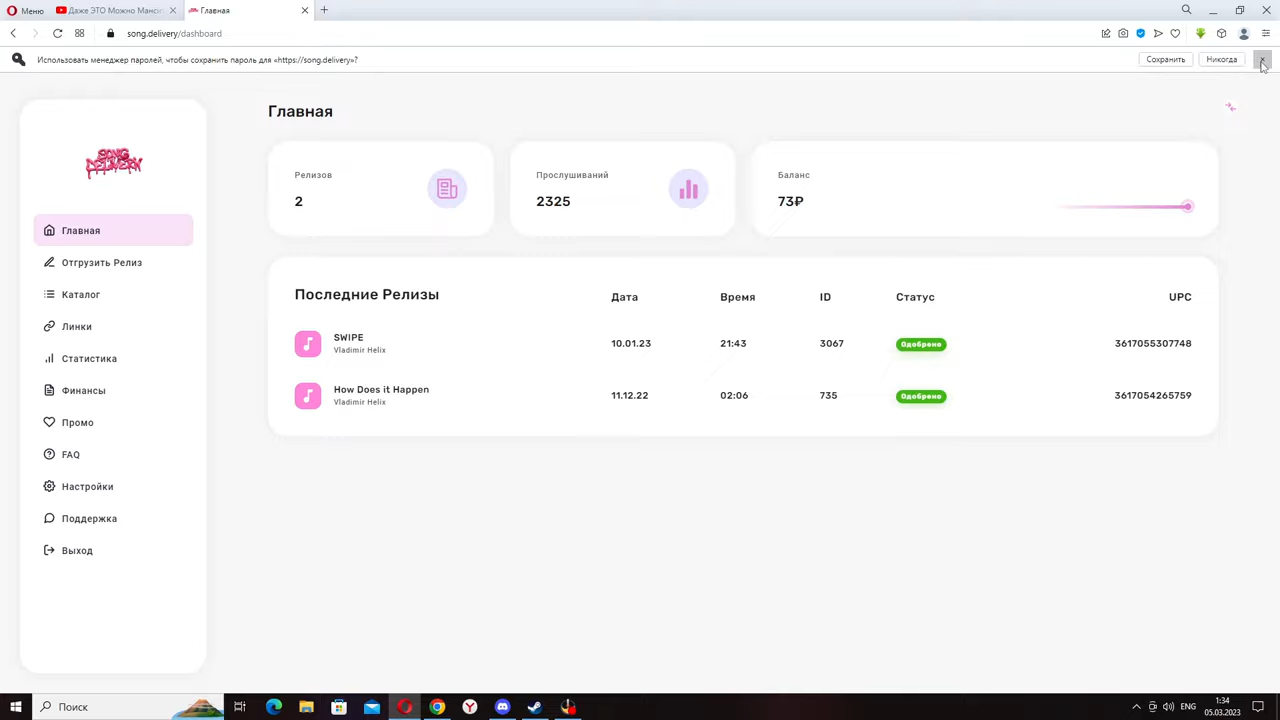 Меню
Даже ЭТО Можно Манси
Главная
song.delivery/dashboard
Использовать менеджер паролей, чтобы сохранить пароль для «https://song.delivery»?
Сохранить
Никогда
SONG DELIVERY
Главная
Отгрузить Релиз
Каталог
Линки
Статистика
Финансы
Промо
FAQ
Настройки
Поддержка
Выход
Главная
Релизов
2
Прослушиваний
2325
Баланс
73₽
Последние Релизы Дата Время ID Статус UPC
SWIPE
Vladimir Helix
10.01.23 21:43 3067 Одобрено 3617055307748
How Does it Happen
Vladimir Helix
11.12.22 02:06 735 Одобрено 3617054265759
Поиск
ENG
1:34
05.03.2023